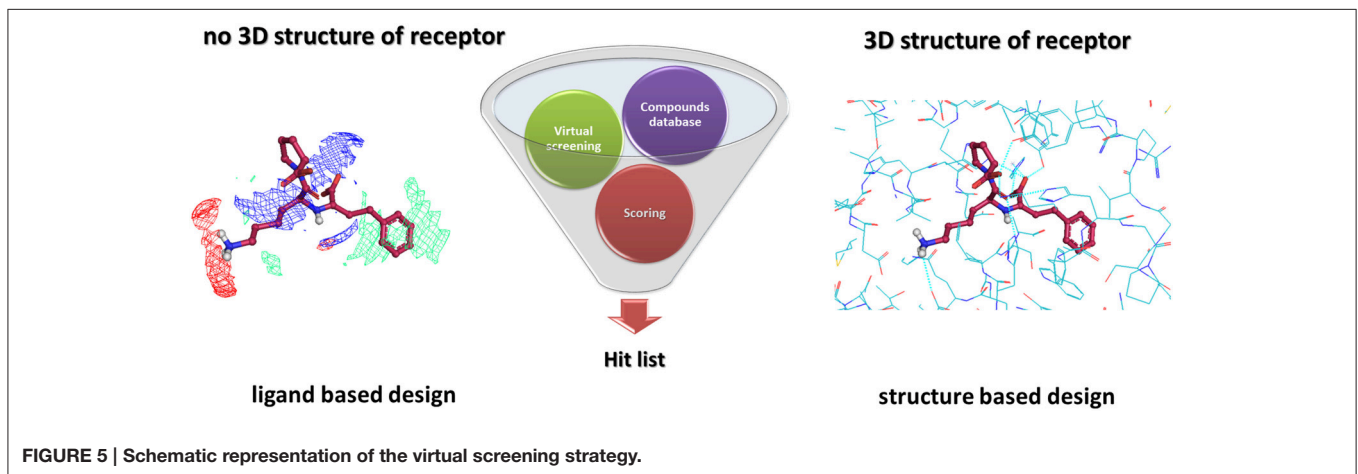 no 3D structure of receptor
3D structure of receptor
Virtual
screening
Compounds
database
Scoring
Hit list
ligand based design
structure based design
FIGURE 5 | Schematic representation of the virtual screening strategy.